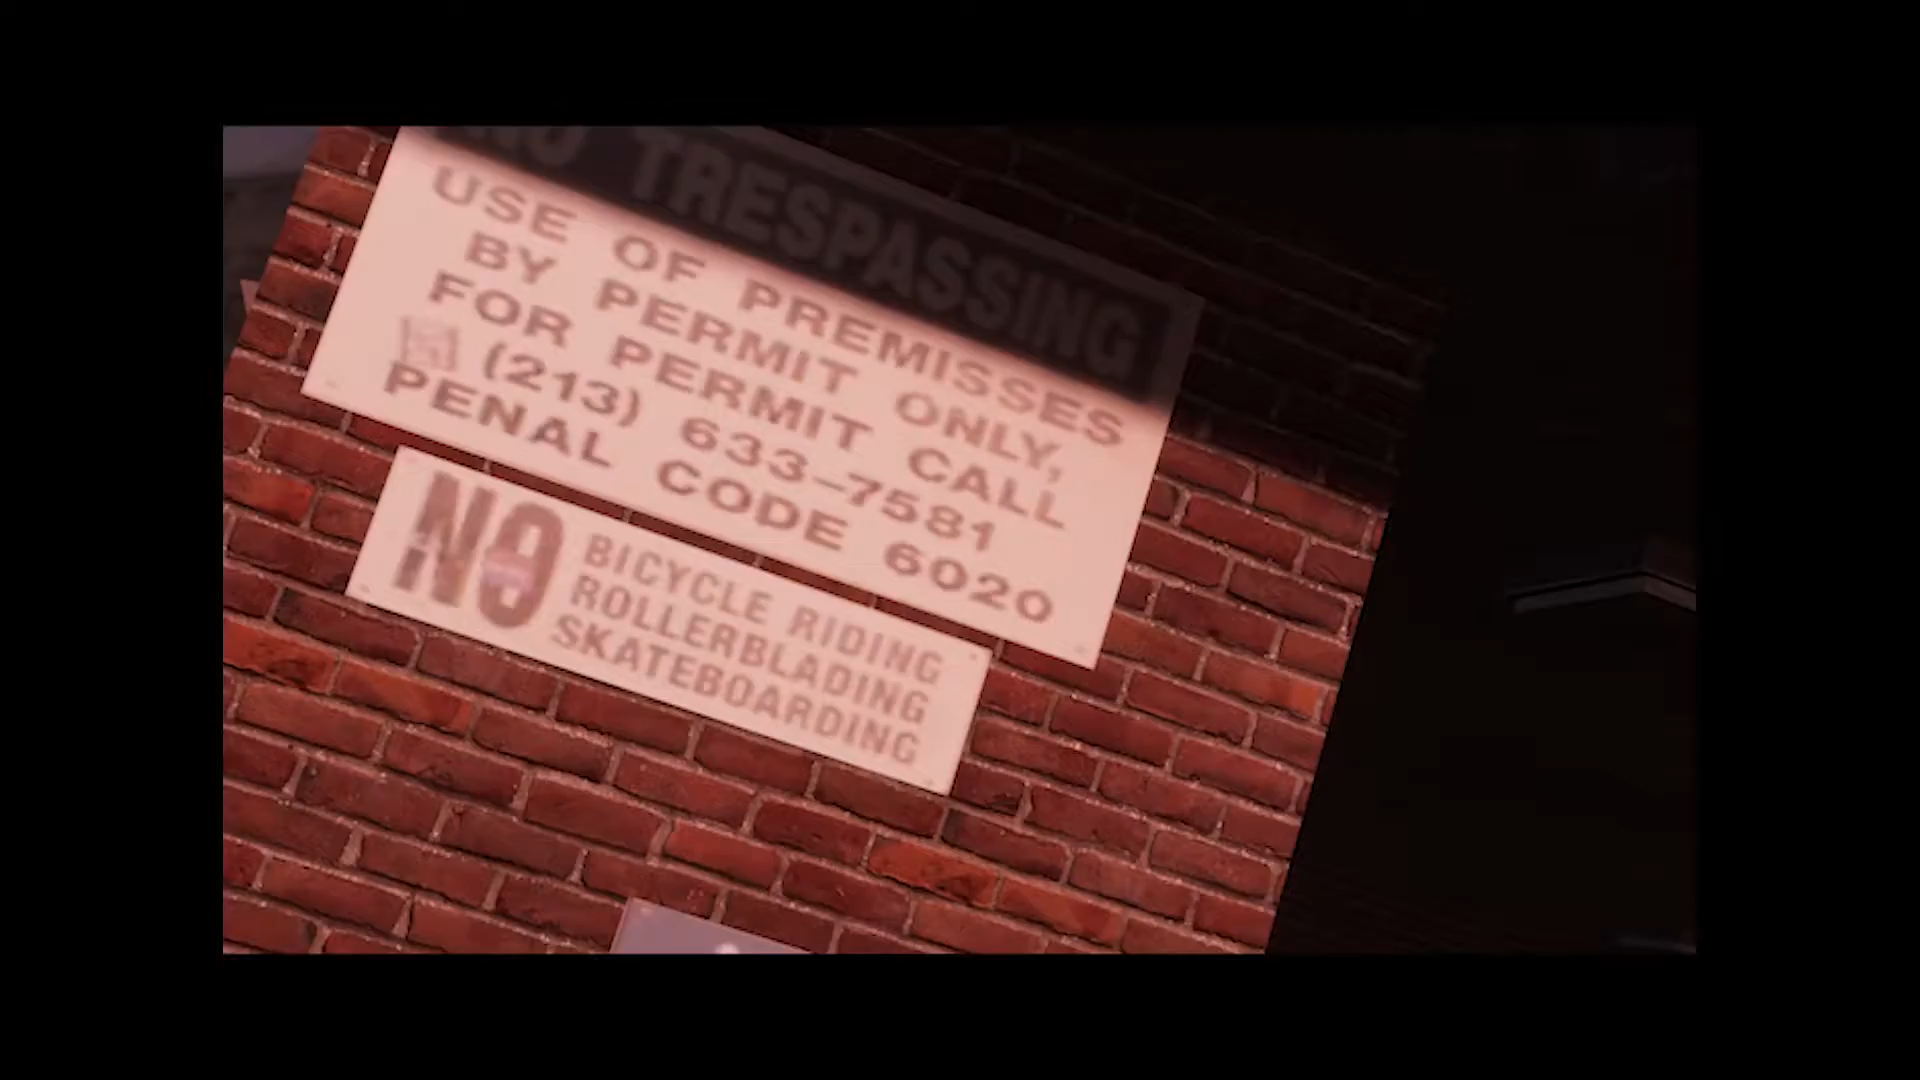 NO TRESPASSING
USE OF PREMISSES
BY PERMIT ONLY,
FOR PERMIT CALL
(213) 633-7581
PENAL CODE 6020
NO BICYCLE RIDING
ROLLERBLADING
SKATEBOARDING